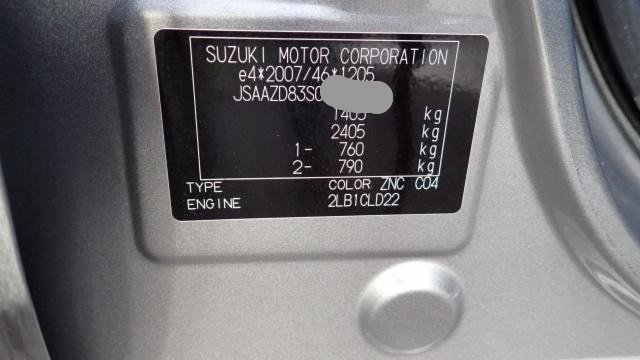 SUZUKI MOTOR CORPORATION
e4*2007/46*1205
JSAAZD83S0
1405 kg
2405 kg
1- 760 kg
2- 790 kg
TYPE COLOR ZNC C04
ENGINE 2LB1CLD22